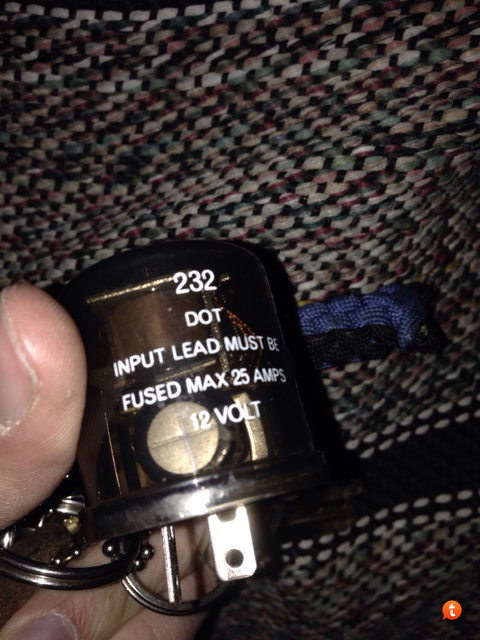 232
DOT
INPUT LEAD MUST BE
FUSED MAX 25 AMPS
12 VOLT
t